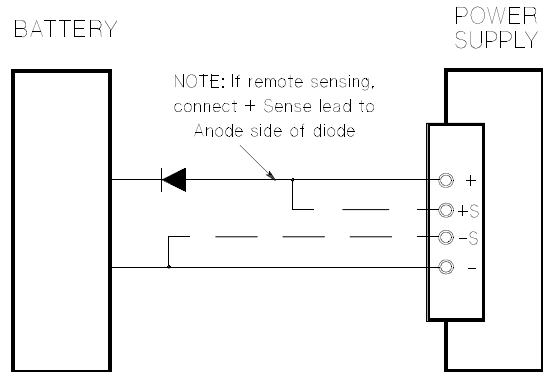 BATTERY
POWER
SUPPLY
NOTE: If remote sensing,
connect + Sense lead to
Anode side of diode
+
+S
-S
-